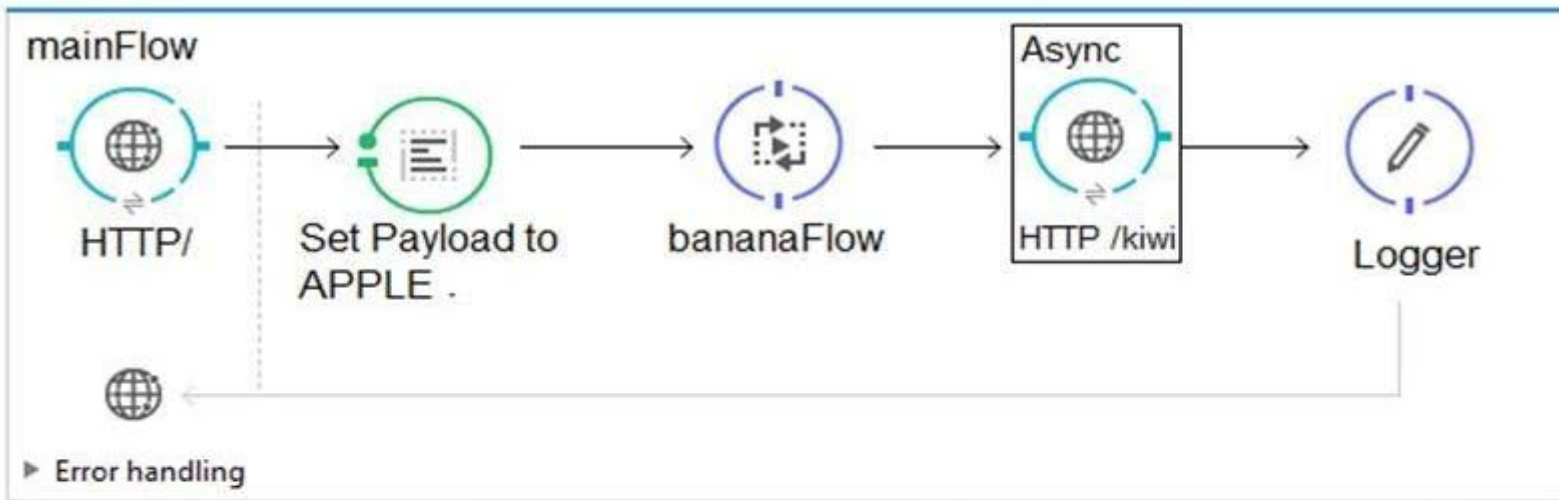 mainFlow
Async
HTTP/
Set Payload to
APPLE .
bananaFlow
HTTP /kiwi
Logger
Error handling